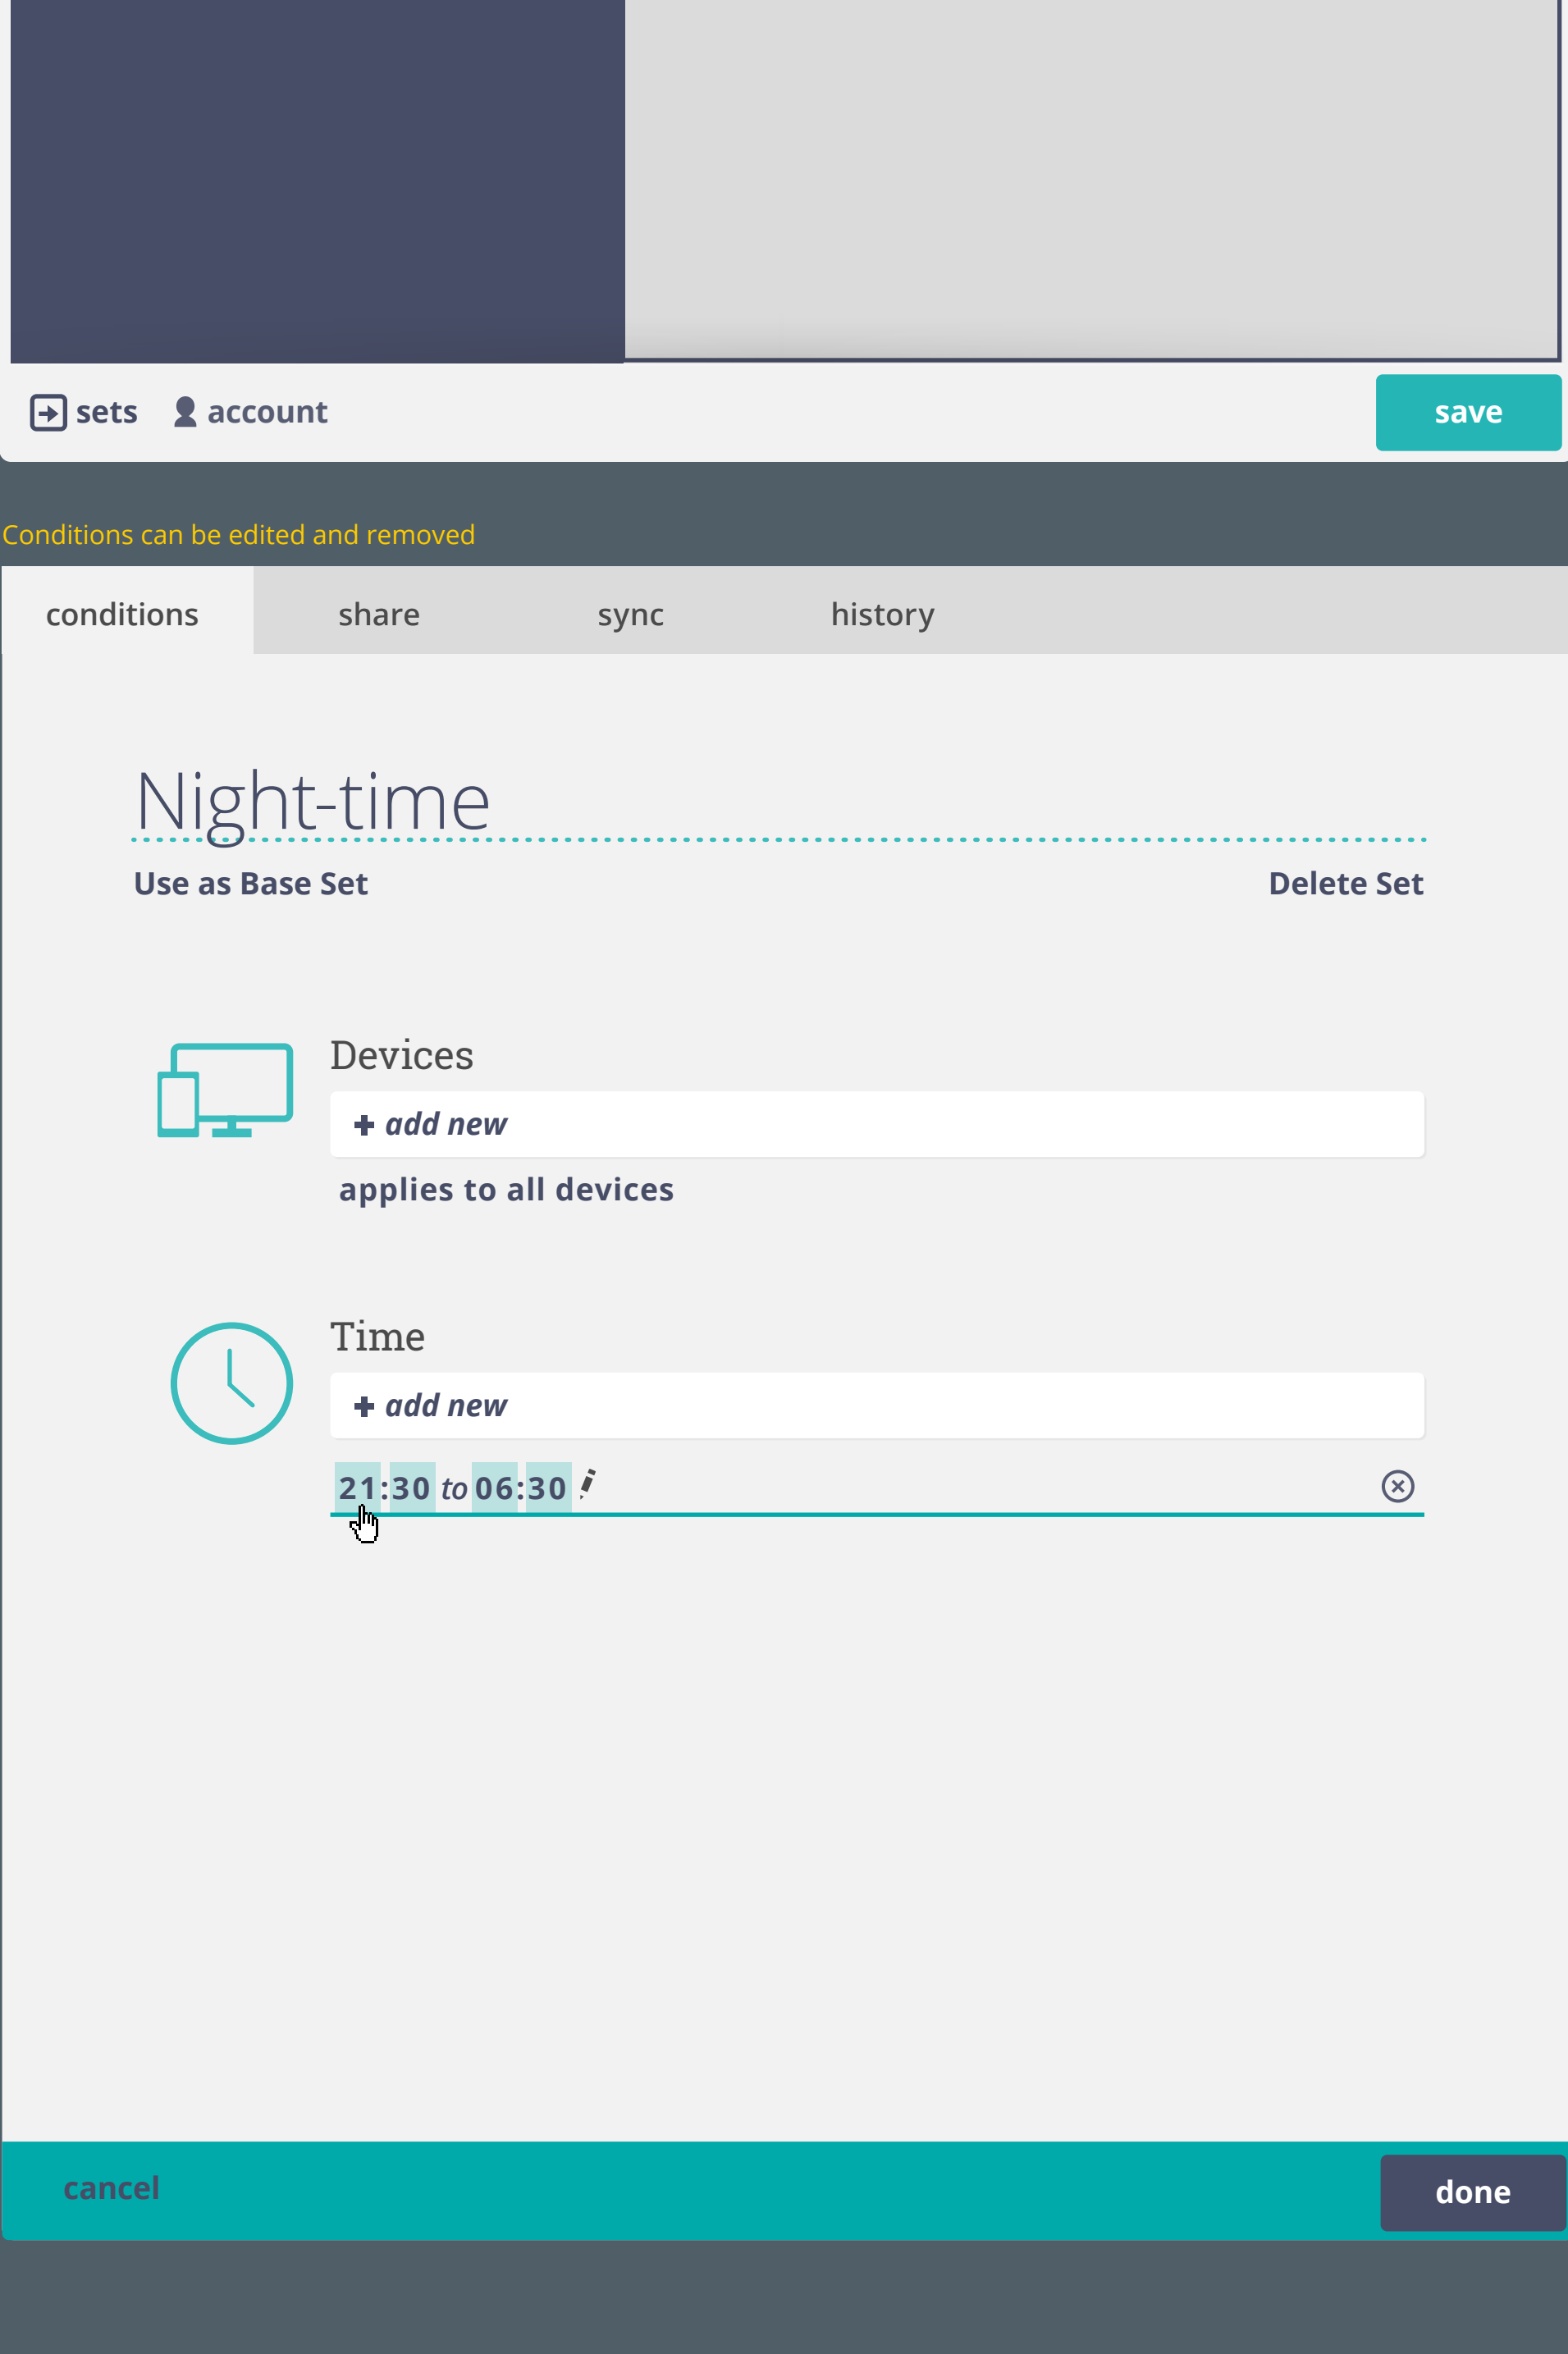 sets account save
Conditions can be edited and removed
conditions share sync history
Night-time
Use as Base Set Delete Set
Devices
add new
applies to all devices
Time
add new
21:30 to 06:30
cancel done